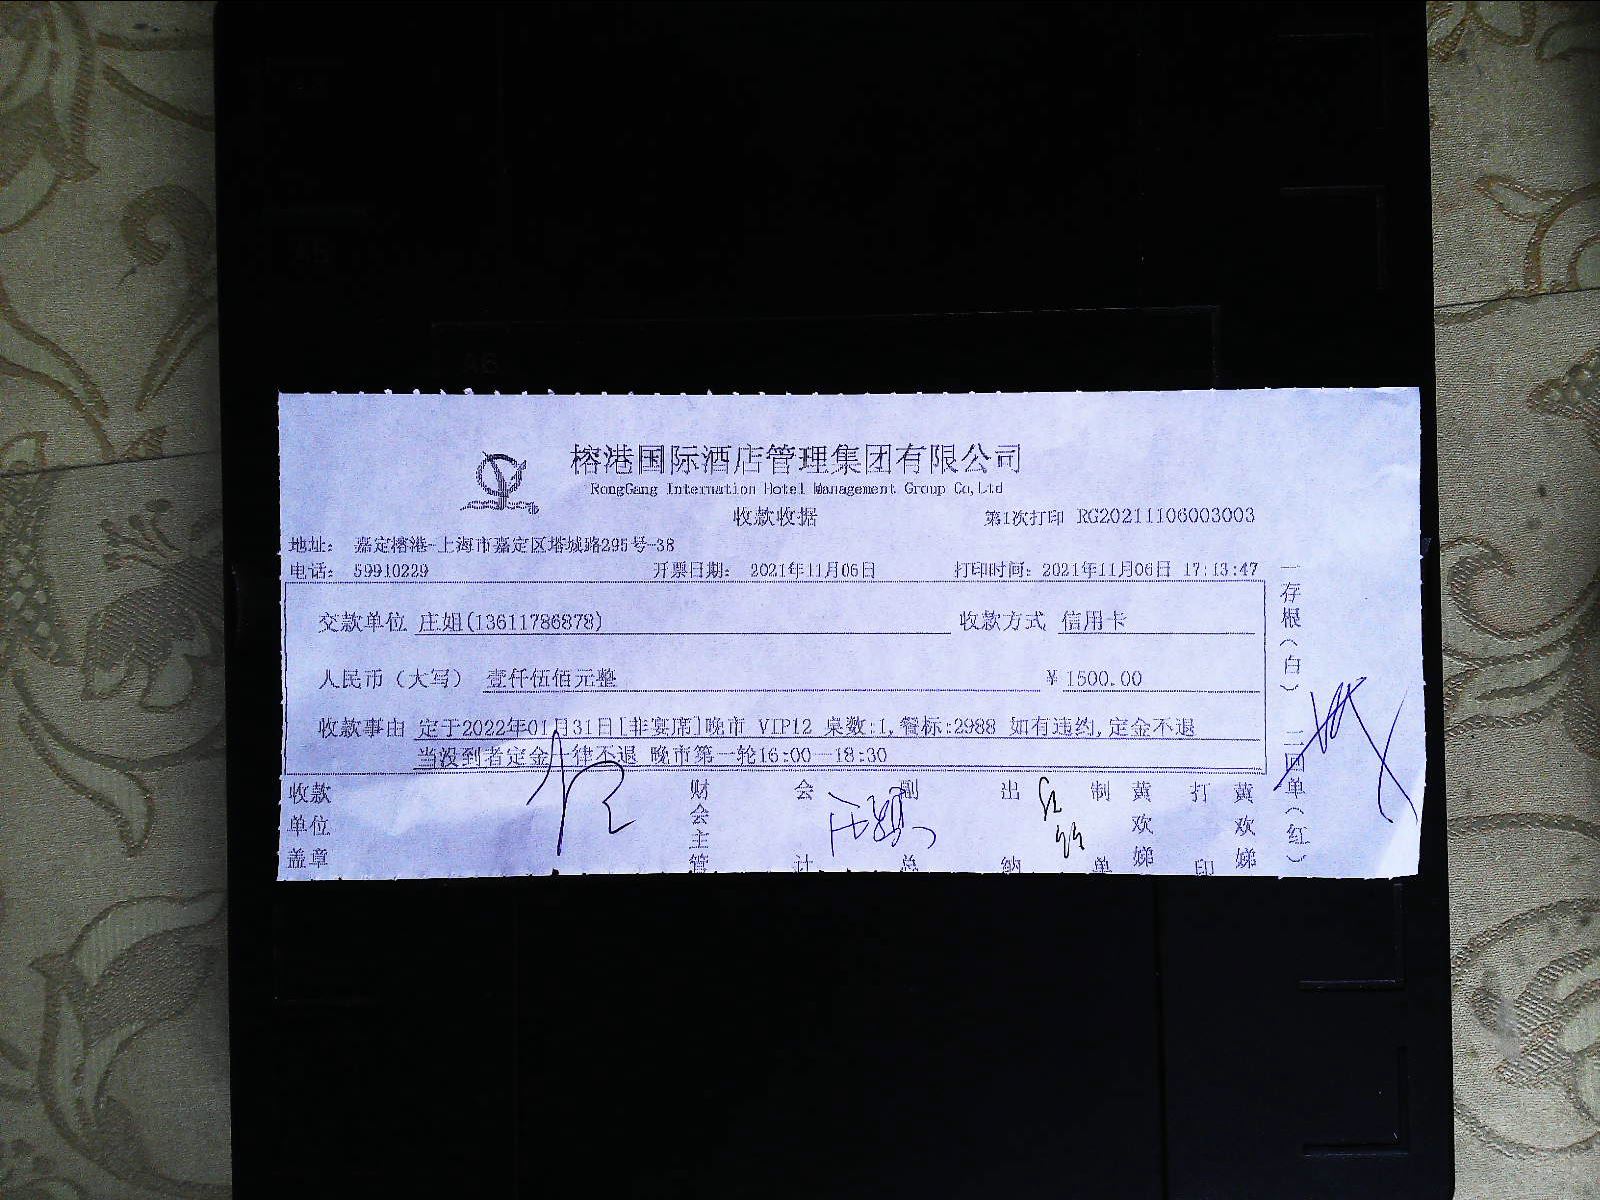 榕港国际酒店管理集团有限公司
RongGang Internation Hotel Management Group Co,Ltd
收款收据
第1次打印 RG20211106003003
地址： 嘉定榕港-上海市嘉定区塔城路295号-38
电话： 59910229 开票日期： 2021年11月06日 打印时间：2021年11月06日 17:13:47
交款单位 庄姐(13611786878) 收款方式 信用卡
人民币（大写） 壹仟伍佰元整 ¥ 1500.00
收款事由 定于2022年01月31日[非宴席]晚市 VIP12 桌数:1,餐标:2988 如有违约,定金不退
当没到者定金一律不退 晚市第一轮16:00—18:30
收款单位盖章 财会主管 会计 副总 出纳 制单 黄欢娣 打印 黄欢娣
一存根（白） 二回单（红）
A5
A6